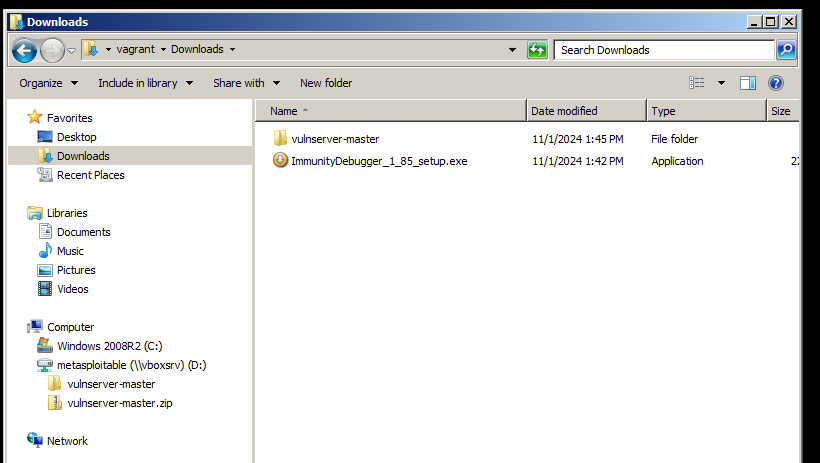 Downloads
vagrant Downloads Search Downloads
Organize Include in library Share with New folder
Favorites
Desktop
Downloads
Recent Places
Libraries
Documents
Music
Pictures
Videos
Computer
Windows 2008R2 (C:)
metasploitable (\\vboxsrv) (D:)
vulnserver-master
vulnserver-master.zip
Network
Name Date modified Type Size
vulnserver-master 11/1/2024 1:45 PM File folder
ImmunityDebugger_1_85_setup.exe 11/1/2024 1:42 PM Application